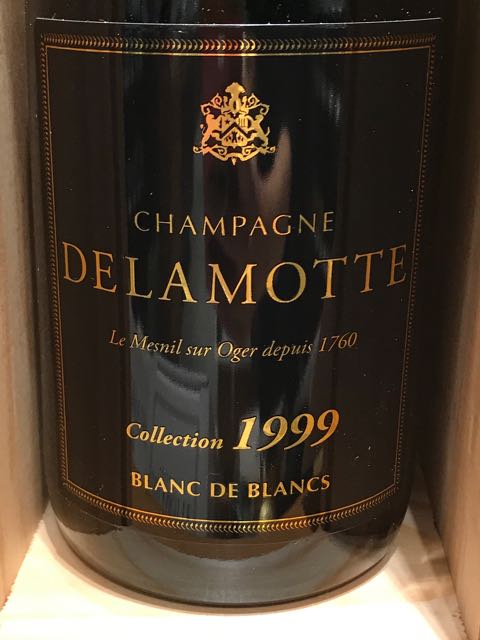 CHAMPAGNE
DELAMOTTE
Le Mesnil sur Oger depuis 1760
Collection 1999
BLANC DE BLANCS